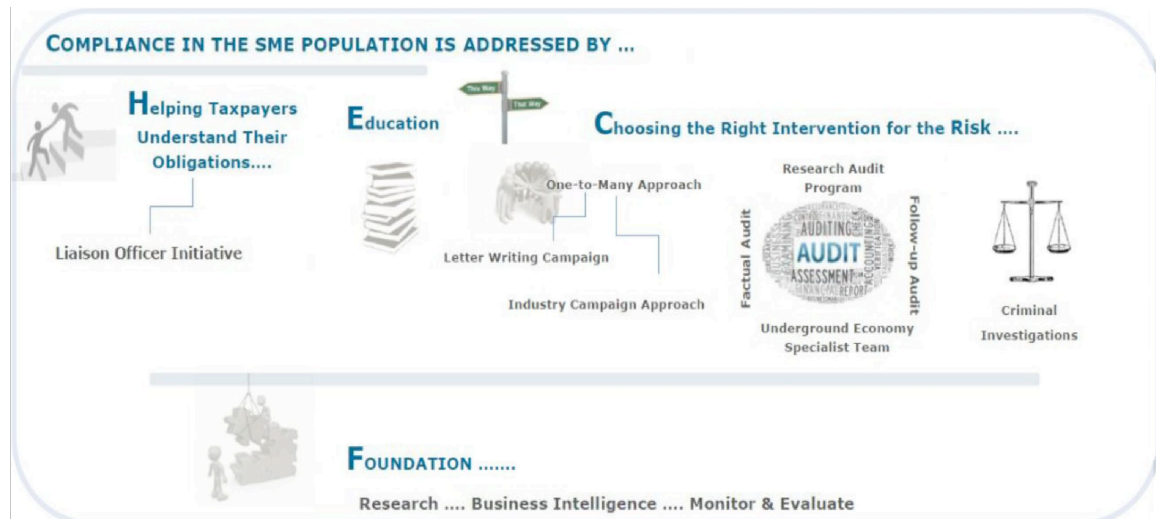 COMPLIANCE IN THE SME POPULATION IS ADDRESSED BY ...
Helping Taxpayers
Understand Their
Obligations....
Liaison Officer Initiative
Education
This Way
That Way
Choosing the Right Intervention for the Risk ....
One-to-Many Approach
Letter Writing Campaign
Industry Campaign Approach
Research Audit
Program
Factual Audit
AUDITING
AUDIT
ASSESSMENT
ACCOUNTING
REPORT
Follow-up Audit
Underground Economy
Specialist Team
Criminal
Investigations
FOUNDATION .......
Research .... Business Intelligence .... Monitor & Evaluate